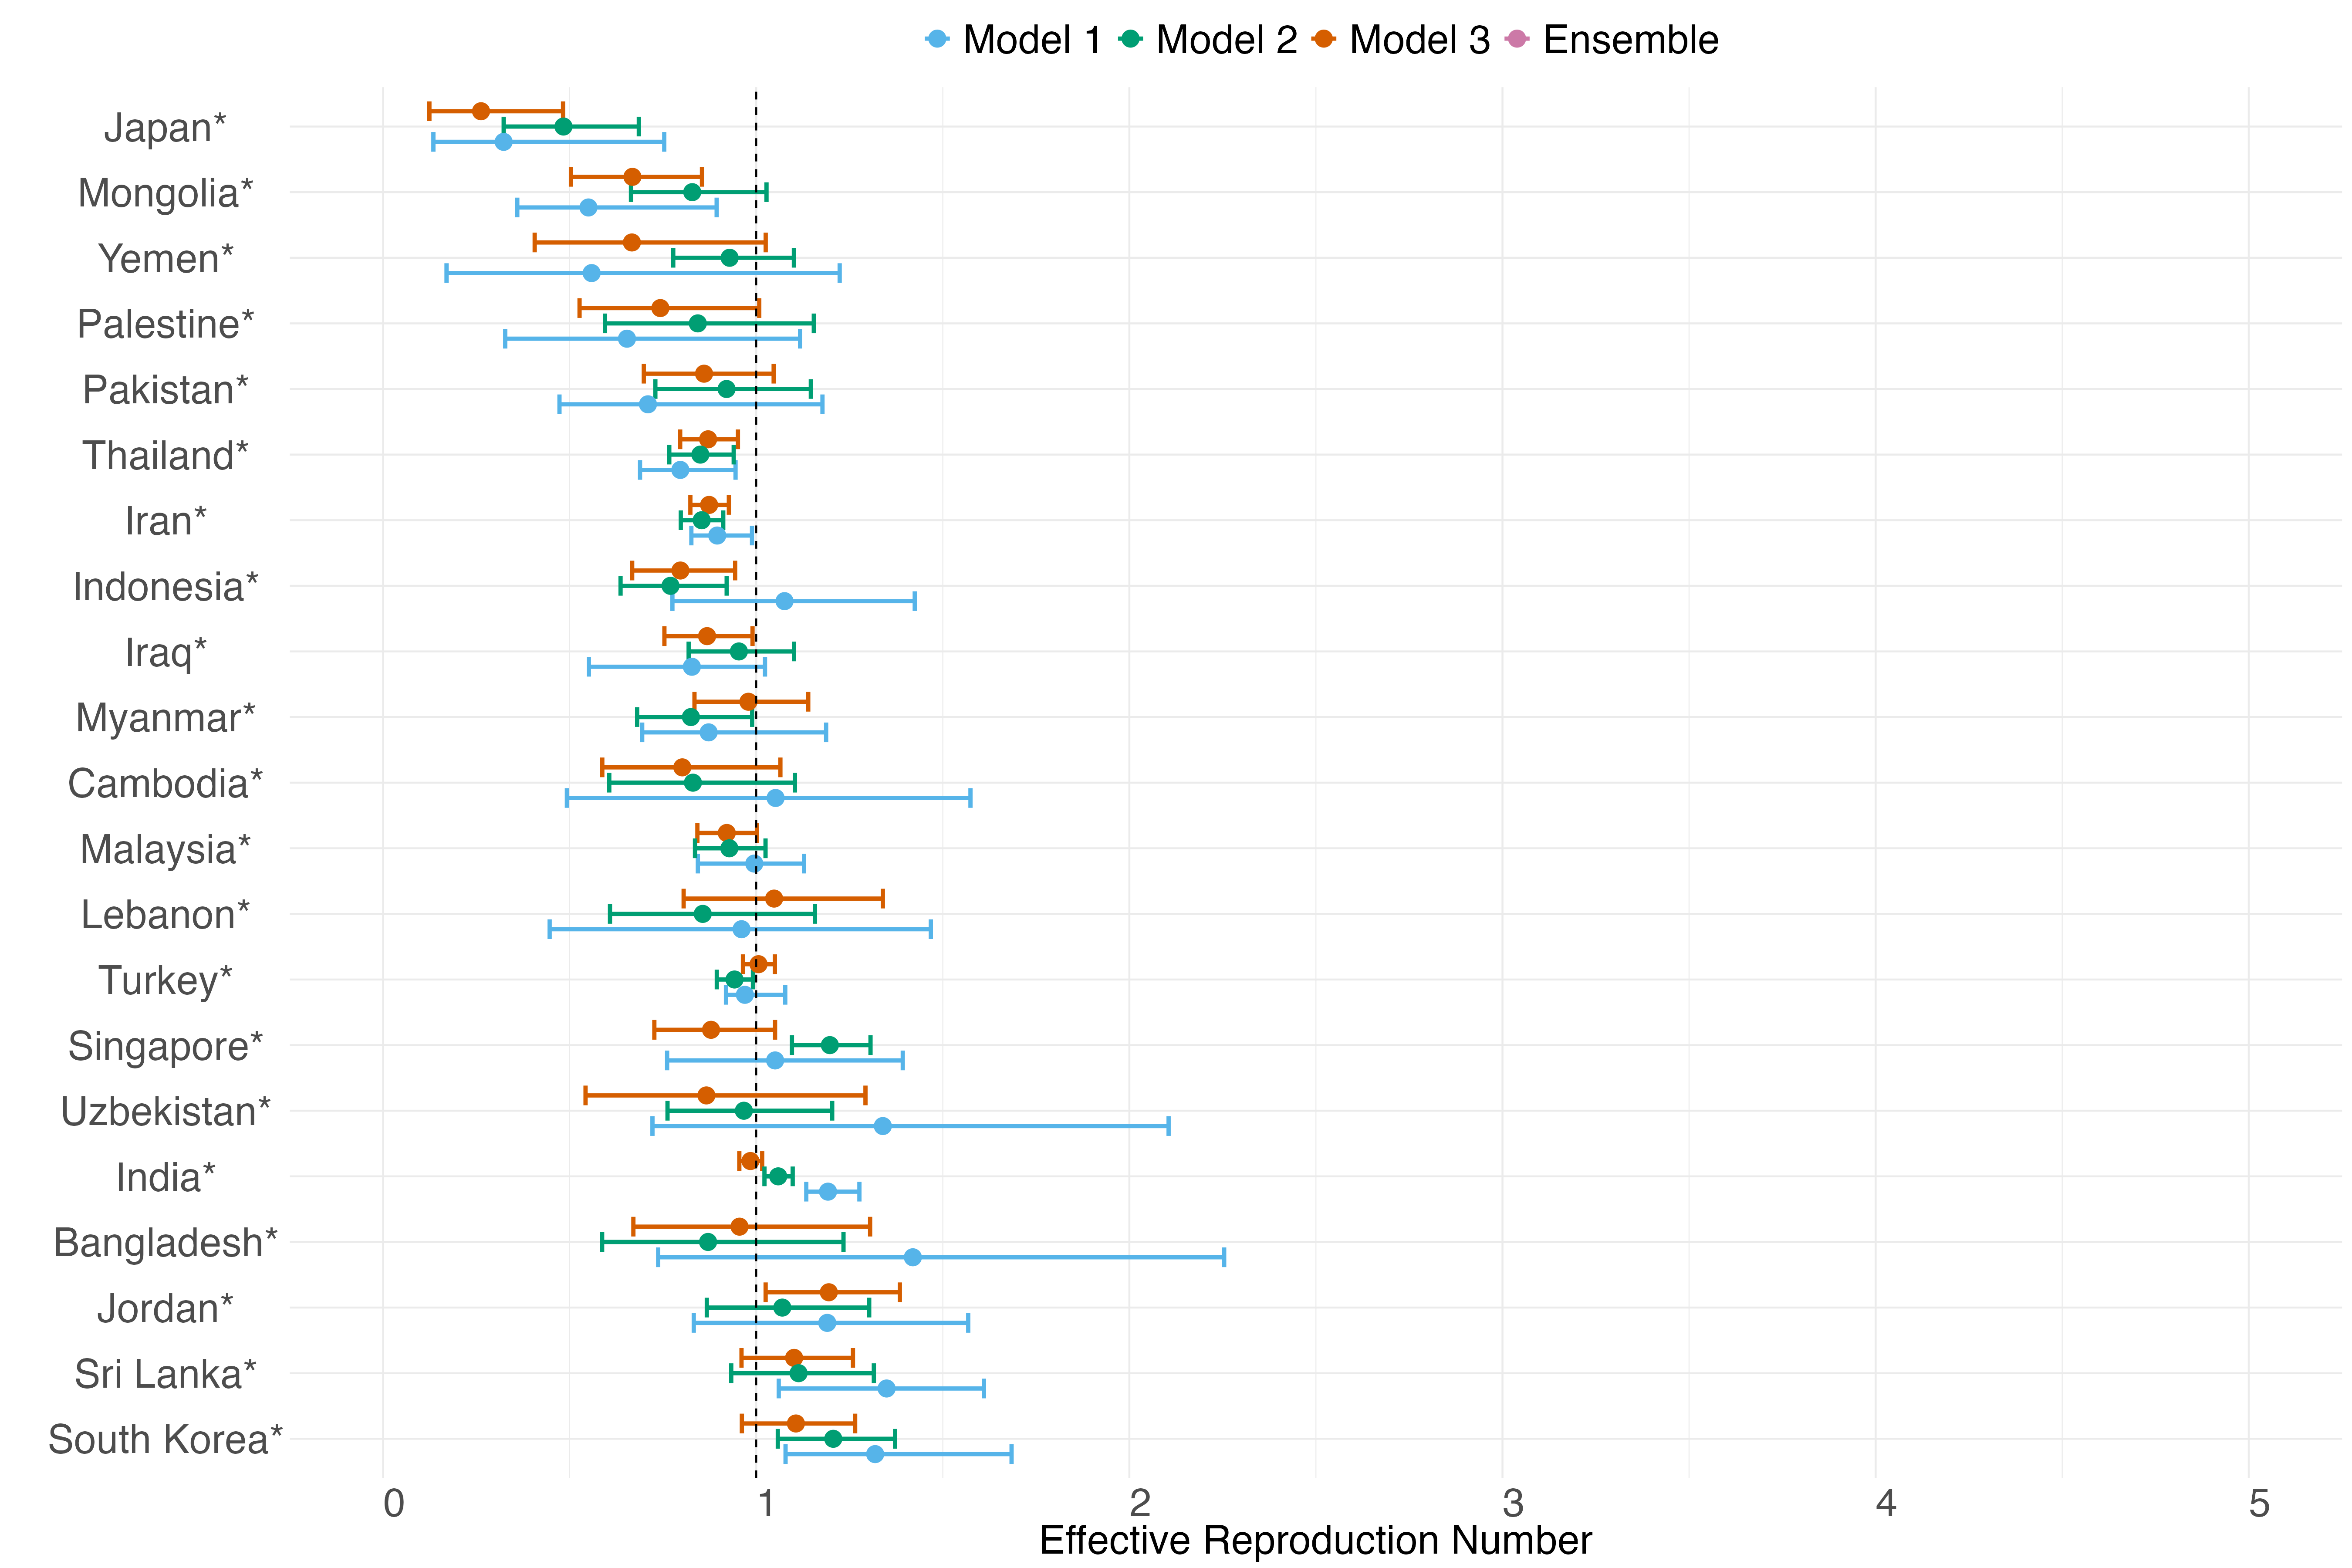 Model 1 Model 2 Model 3 Ensemble
Japan*
Mongolia*
Yemen*
Palestine*
Pakistan*
Thailand*
Iran*
Indonesia*
Iraq*
Myanmar*
Cambodia*
Malaysia*
Lebanon*
Turkey*
Singapore*
Uzbekistan*
India*
Bangladesh*
Jordan*
Sri Lanka*
South Korea*
0 1 2 3 4 5
Effective Reproduction Number